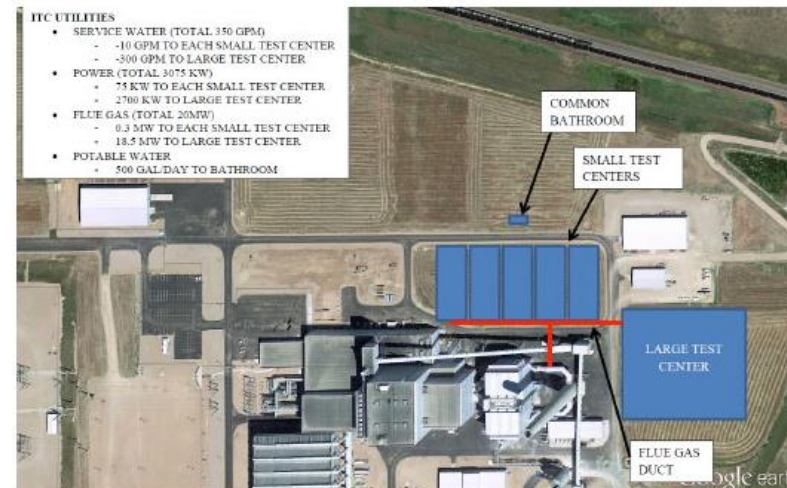 ITC UTILITIES
• SERVICE WATER (TOTAL 350 GPM)
- -10 GPM TO EACH SMALL TEST CENTER
- -300 GPM TO LARGE TEST CENTER
• POWER (TOTAL 3075 KW)
- 75 KW TO EACH SMALL TEST CENTER
- 2700 KW TO LARGE TEST CENTER
• FLUE GAS (TOTAL 20MW)
- 0.3 MW TO EACH SMALL TEST CENTER
- 18.5 MW TO LARGE TEST CENTER
• POTABLE WATER
- 500 GAL/DAY TO BATHROOM
COMMON
BATHROOM
SMALL TEST
CENTERS
LARGE TEST
CENTER
FLUE GAS
DUCT
Google earth